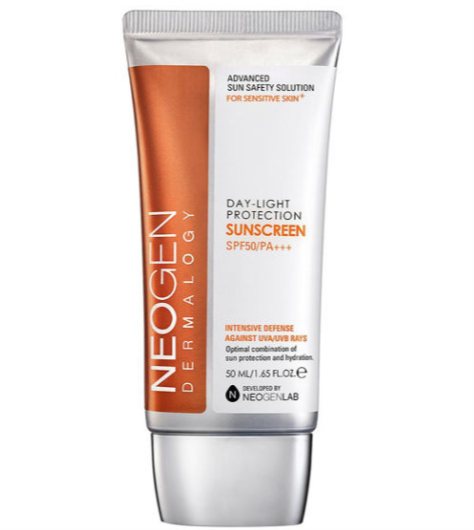 ADVANCED
SUN SAFETY SOLUTION
FOR SENSITIVE SKIN+
NEOGEN
DERMALOGY
DAY-LIGHT
PROTECTION
SUNSCREEN
SPF50/PA+++
INTENSIVE DEFENSE
AGAINST UVA/UVB RAYS
Optimal combination of
sun protection and hydration.
50 ML/1.65 FL.OZ.℮
N
DEVELOPED BY
NEOGENLAB